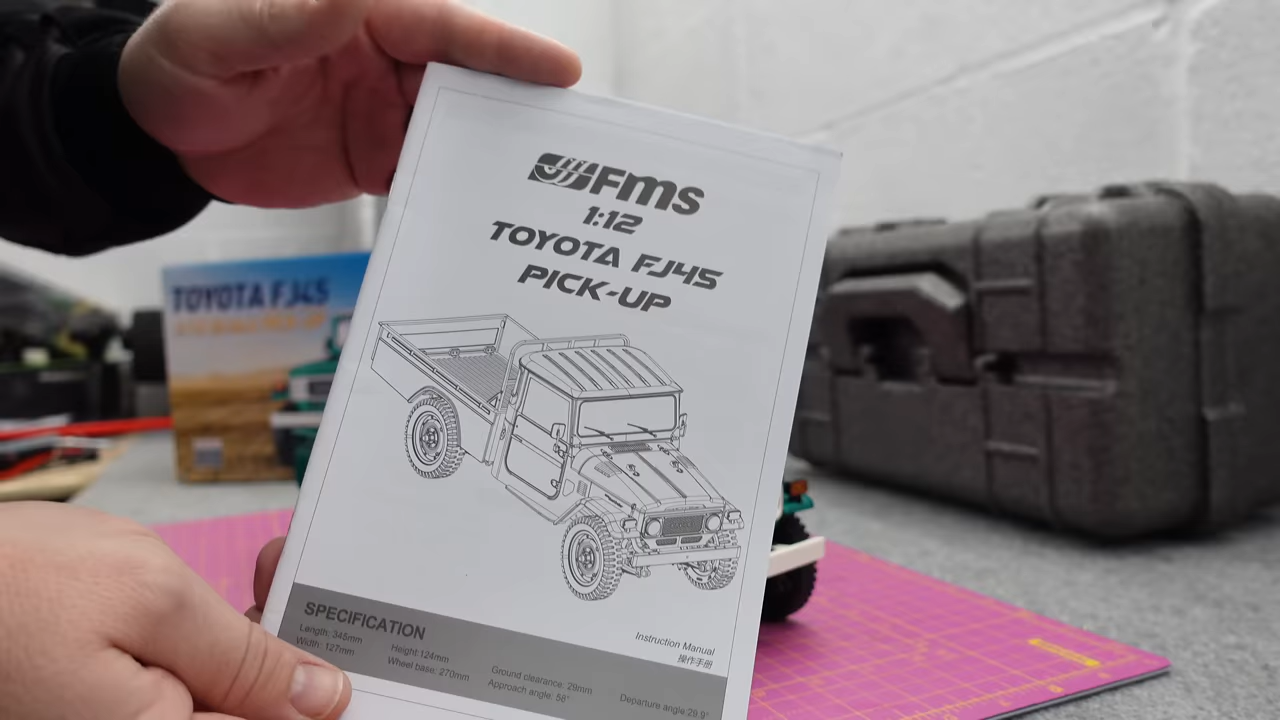 FMS
1:12
TOYOTA FJ45
PICK-UP
SPECIFICATION
Instruction Manual
操作手册
Length: 345mm
Height:124mm
Ground clearance: 29mm
Departure angle:29.9°
Width: 127mm
Wheel base: 270mm
Approach angle: 58°
TOYOTA FJ45